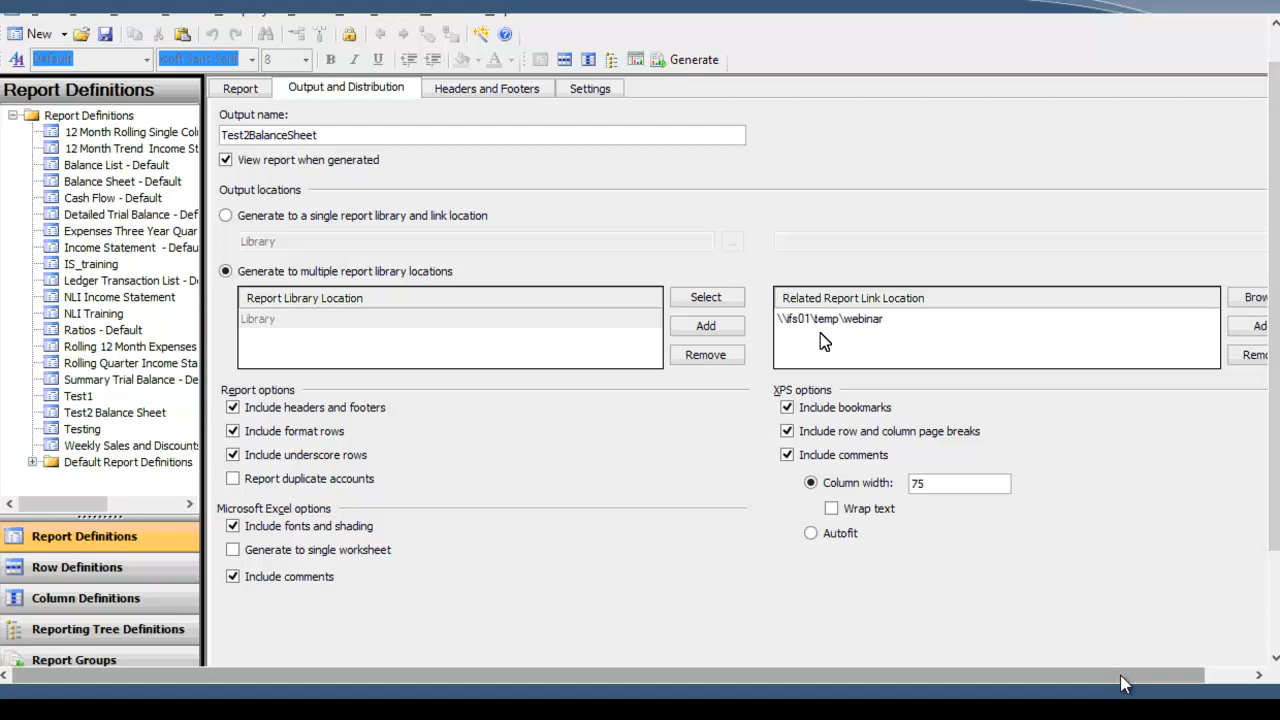 New
Default
soft Sans Serif
8
B I U A
Generate
Report Definitions
Report Definitions
12 Month Rolling Single Col
12 Month Trend Income St
Balance List - Default
Balance Sheet - Default
Cash Flow - Default
Detailed Trial Balance - Def
Expenses Three Year Quar
Income Statement - Defau
IS_training
Ledger Transaction List - D
NLI Income Statement
NLI Training
Ratios - Default
Rolling 12 Month Expenses
Rolling Quarter Income Sta
Summary Trial Balance - De
Test1
Test2 Balance Sheet
Testing
Weekly Sales and Discount
Default Report Definitions
Report Definitions
Row Definitions
Column Definitions
Reporting Tree Definitions
Report Groups
Report
Output and Distribution
Headers and Footers
Settings
Output name:
Test2BalanceSheet
View report when generated
Output locations
Generate to a single report library and link location
Library
...
Generate to multiple report library locations
Report Library Location
Library
Select
Add
Remove
Related Report Link Location
\\ifs01\temp\webinar
Brow
Ad
Remo
Report options
Include headers and footers
Include format rows
Include underscore rows
Report duplicate accounts
Microsoft Excel options
Include fonts and shading
Generate to single worksheet
Include comments
XPS options
Include bookmarks
Include row and column page breaks
Include comments
Column width: 75
Wrap text
Autofit